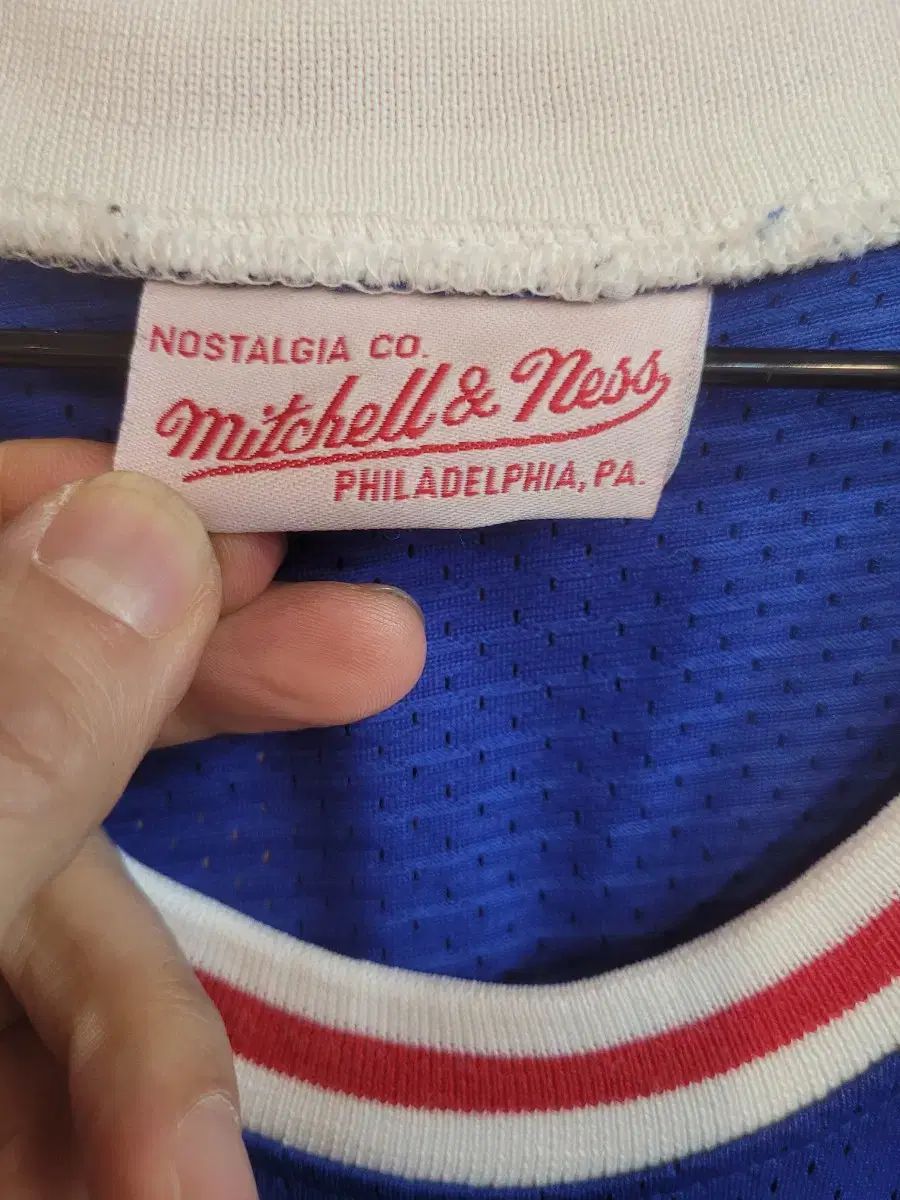 NOSTALGIA CO.
Mitchell & Ness
PHILADELPHIA, PA.